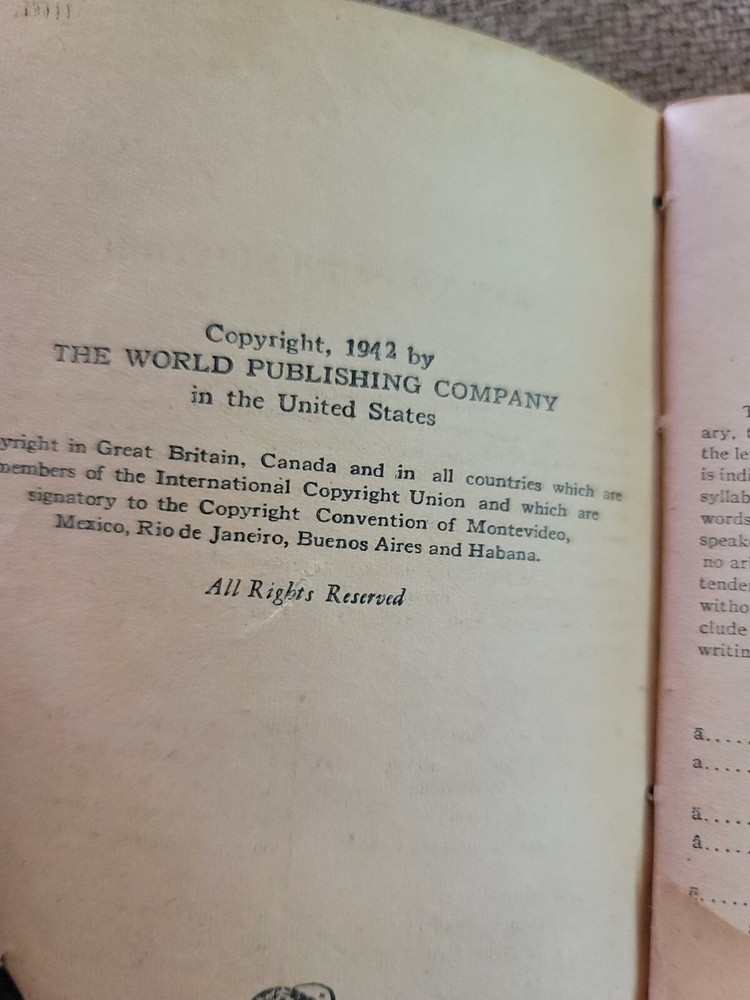 Copyright, 1942 by
THE WORLD PUBLISHING COMPANY
in the United States
yright in Great Britain, Canada and in all countries which are
members of the International Copyright Union and which are
signatory to the Copyright Convention of Montevideo,
Mexico, Rio de Janeiro, Buenos Aires and Habana.
All Rights Reserved
T
ary, t
the le
is indi
syllab
words
speak
no ar
tende
witho
clude
writin
ā....
a....
ä....
â....
ē....